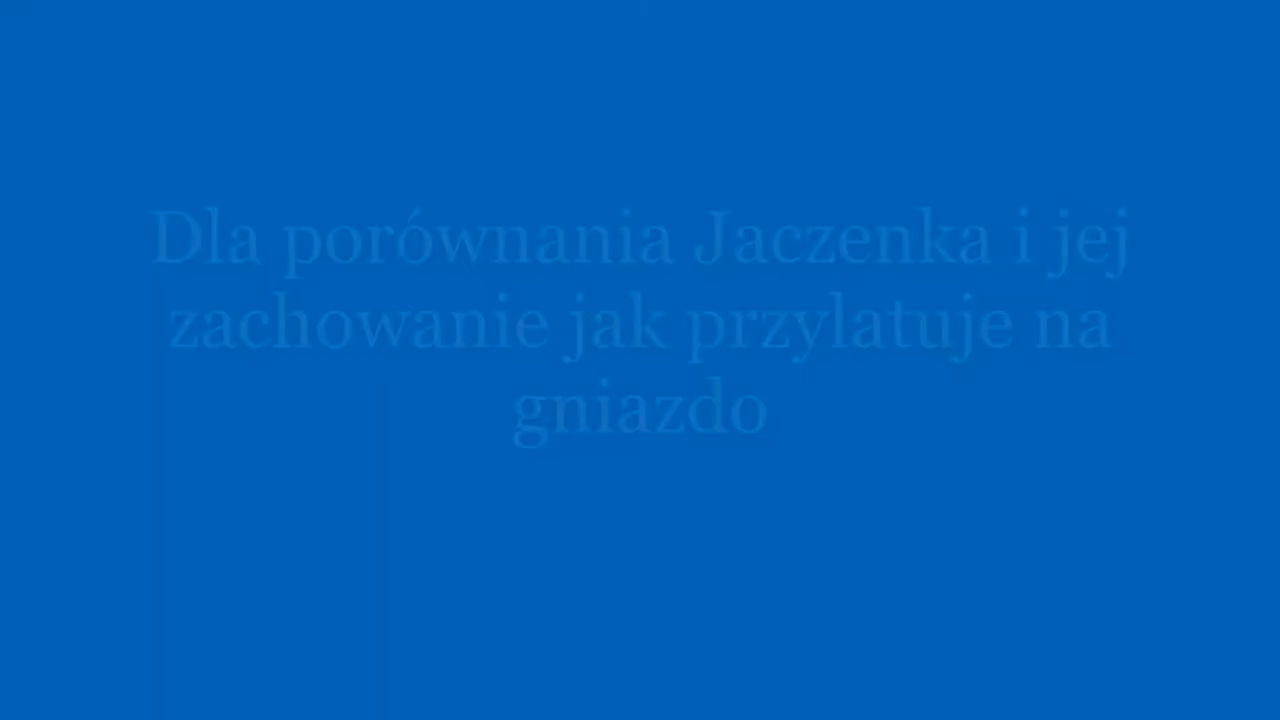 Dla porównania Jaczenka i jej
zachowanie jak przylatuje na
gniazdo